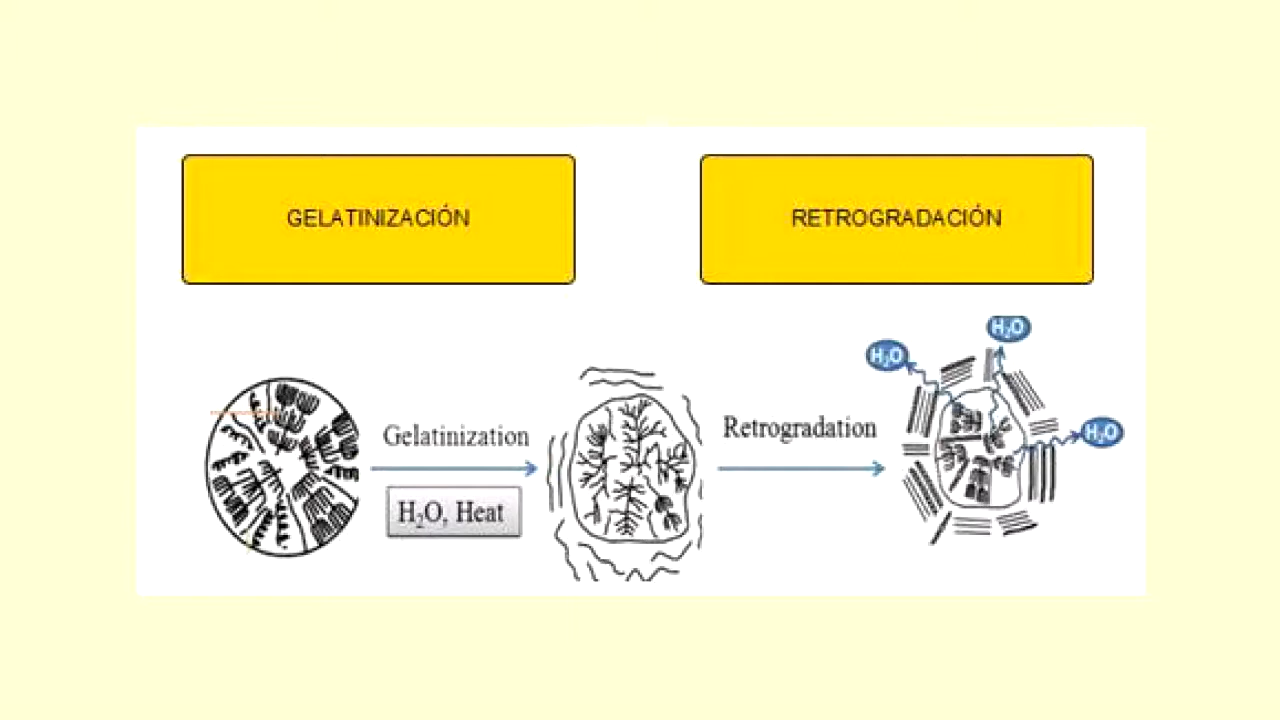 GELATINIZACIÓN
RETROGRADACIÓN
H₂O
H₂O
Gelatinization
Retrogradation
H₂O
H₂O, Heat